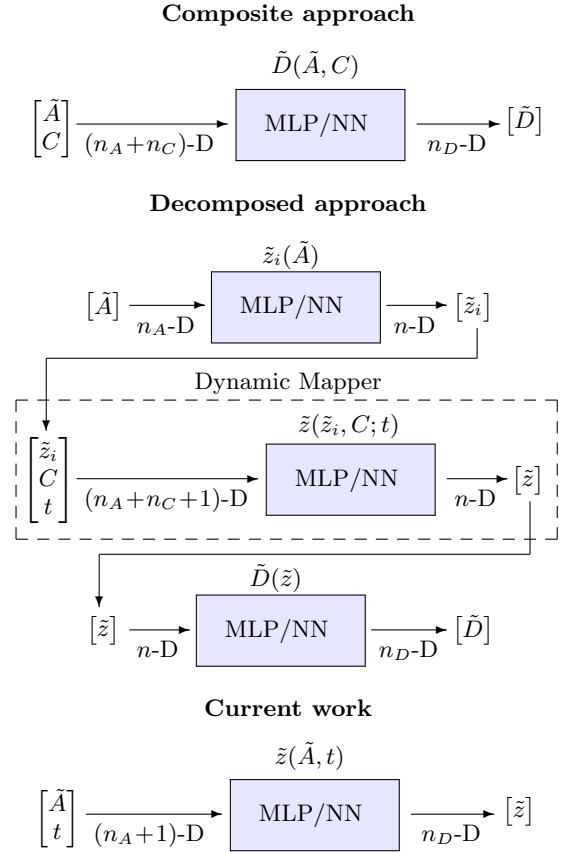 Composite approach
D̃(Ã, C)
[Ã C]
(n_A+n_C)-D
MLP/NN
n_D-D
[D̃]
Decomposed approach
z̃_i(Ã)
[Ã]
n_A-D
MLP/NN
n-D
[z̃_i]
Dynamic Mapper
z̃(z̃_i, C; t)
[z̃_i C t]
(n_A+n_C+1)-D
MLP/NN
n-D
[z̃]
D̃(z̃)
[z̃]
n-D
MLP/NN
n_D-D
[D̃]
Current work
z̃(Ã, t)
[Ã t]
(n_A+1)-D
MLP/NN
n_D-D
[z̃]